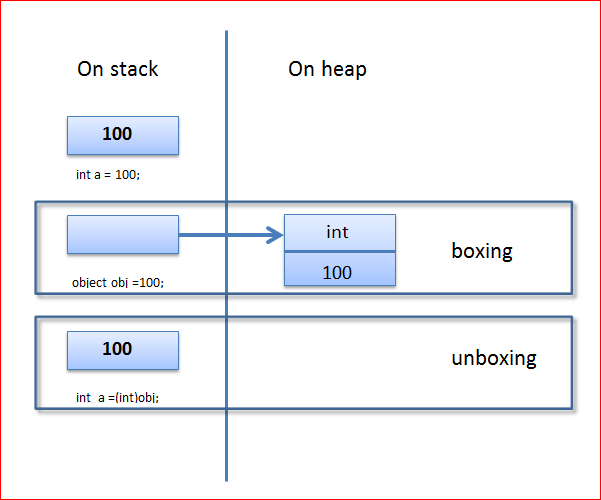 On stack
On heap
100
int a = 100;
int
boxing
100
object obj =100;
100
unboxing
int a =(int)obj;